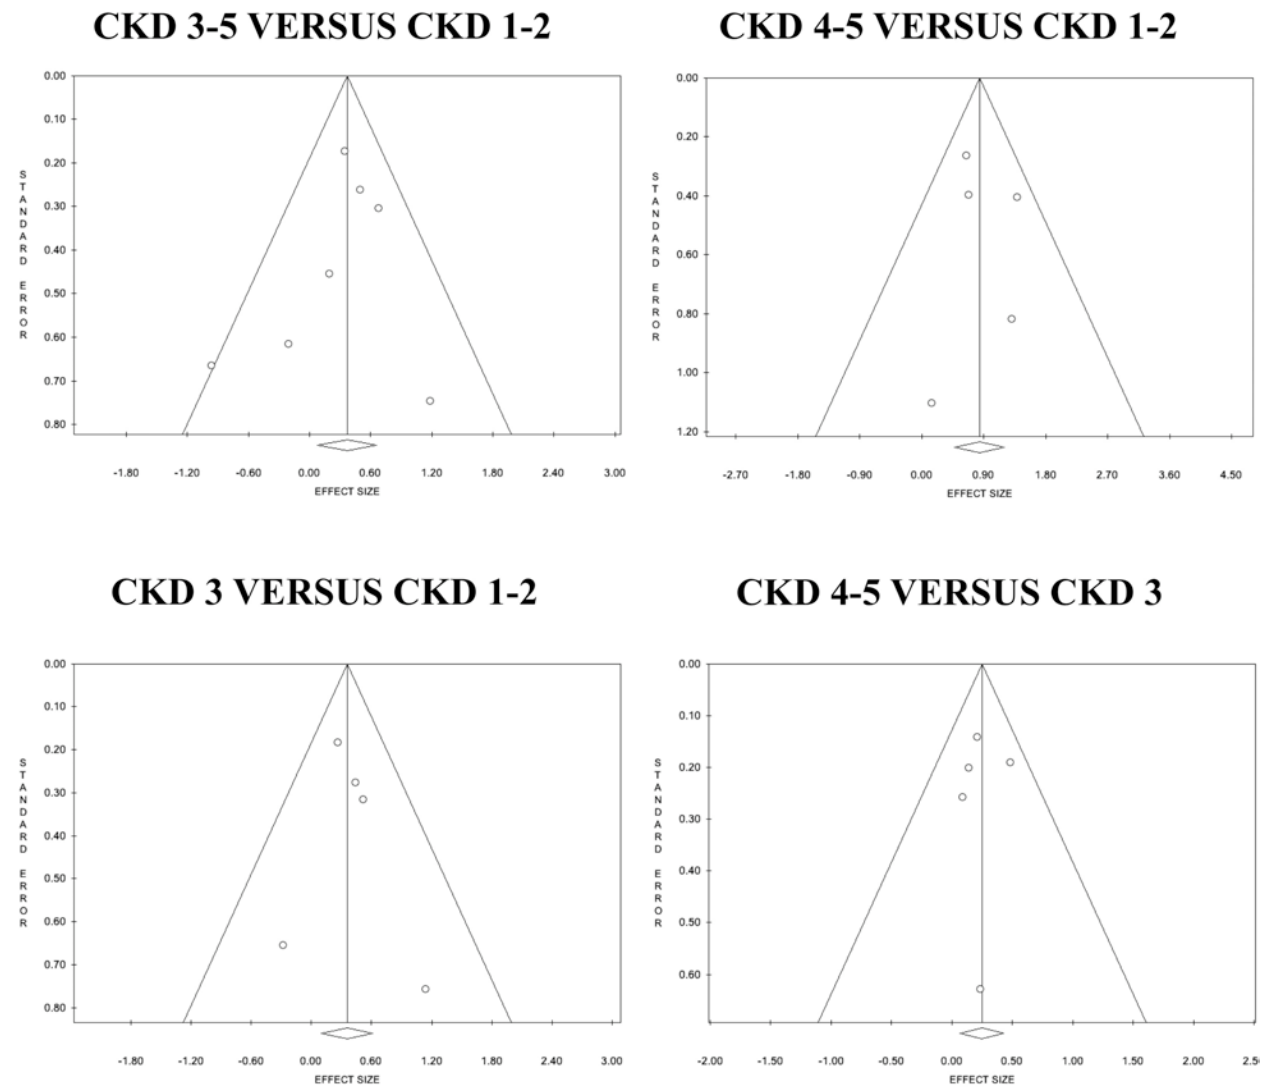 CKD 3-5 VERSUS CKD 1-2
0.00
0.10
0.20
0.30
0.40
0.50
0.60
0.70
0.80
STANDARD ERROR
-1.80 -1.20 -0.60 0.00 0.60 1.20 1.80 2.40 3.00
EFFECT SIZE
CKD 4-5 VERSUS CKD 1-2
0.00
0.20
0.40
0.60
0.80
1.00
1.20
STANDARD ERROR
-2.70 -1.80 -0.90 0.00 0.90 1.80 2.70 3.60 4.50
EFFECT SIZE
CKD 3 VERSUS CKD 1-2
0.00
0.10
0.20
0.30
0.40
0.50
0.60
0.70
0.80
STANDARD ERROR
-1.80 -1.20 -0.60 0.00 0.60 1.20 1.80 2.40 3.00
EFFECT SIZE
CKD 4-5 VERSUS CKD 3
0.00
0.10
0.20
0.30
0.40
0.50
0.60
STANDARD ERROR
-2.00 -1.50 -0.50 0.00 0.50 1.00 1.50 2.00 2.5
EFFECT SIZE